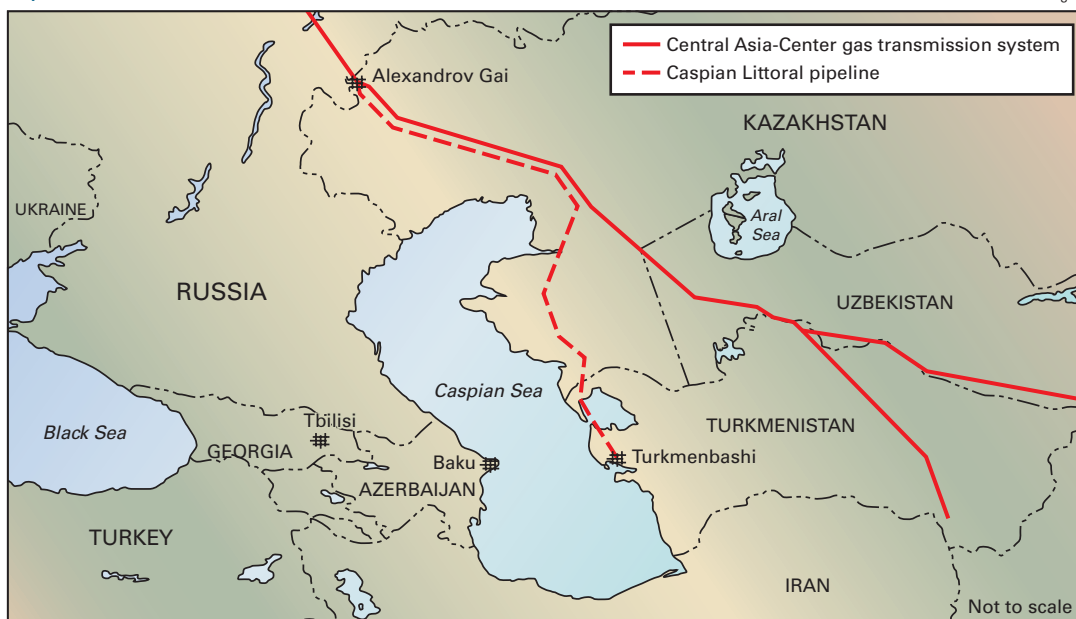 Central Asia-Center gas transmission system
Caspian Littoral pipeline
Alexandrov Gai
KAZAKHSTAN
UKRAINE
Aral
Sea
RUSSIA
UZBEKISTAN
Caspian Sea
Black Sea
Tbilisi
GEORGIA
TURKMENISTAN
Baku
Turkmenbashi
AZERBAIJAN
TURKEY
IRAN
Not to scale